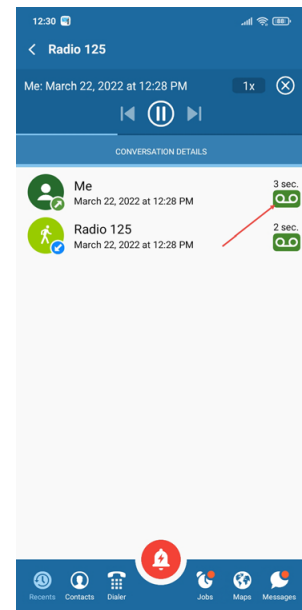 12:30
88
Radio 125
Me: March 22, 2022 at 12:28 PM
1x
CONVERSATION DETAILS
Me
3 sec.
March 22, 2022 at 12:28 PM
Radio 125
2 sec.
March 22, 2022 at 12:28 PM
Recents Contacts Dialer Jobs Maps Messages